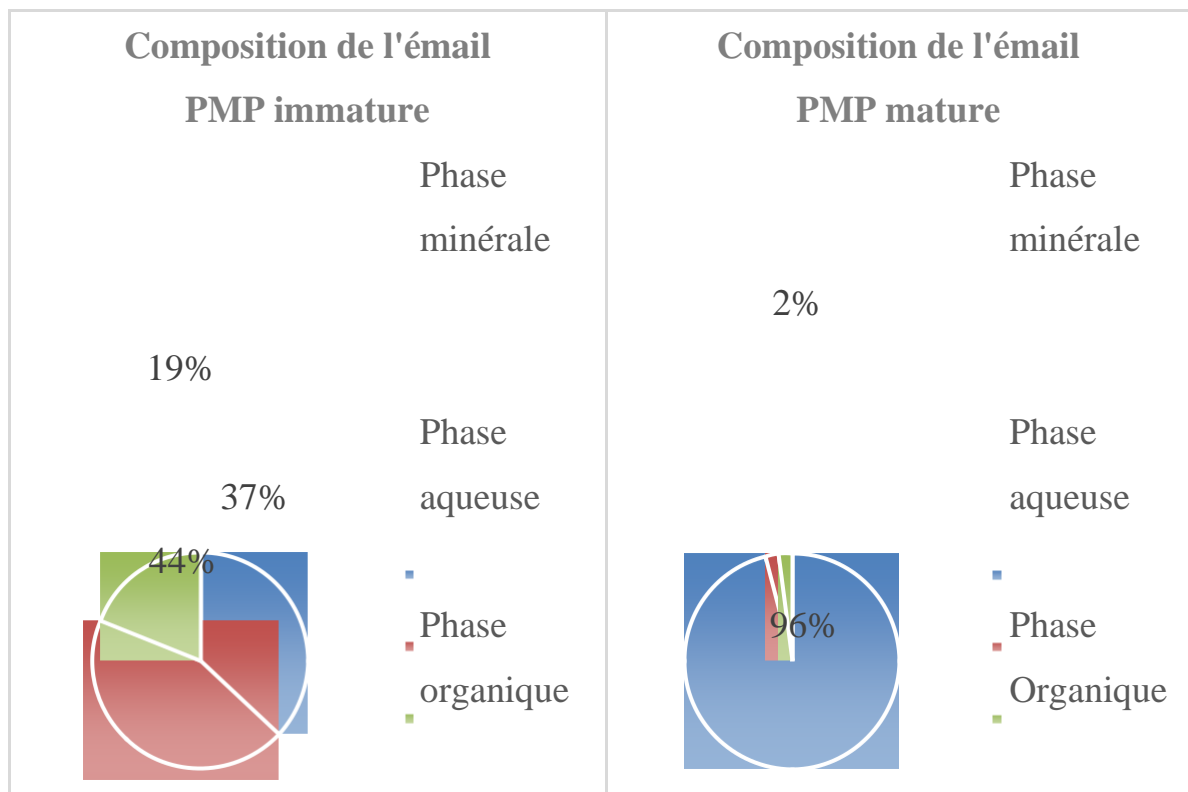 Composition de l'émail
PMP immature
Phase
minérale
19%
Phase
37%
aqueuse
44%
Phase
organique
Composition de l'émail
PMP mature
Phase
minérale
2%
Phase
aqueuse
96%
Phase
Organique